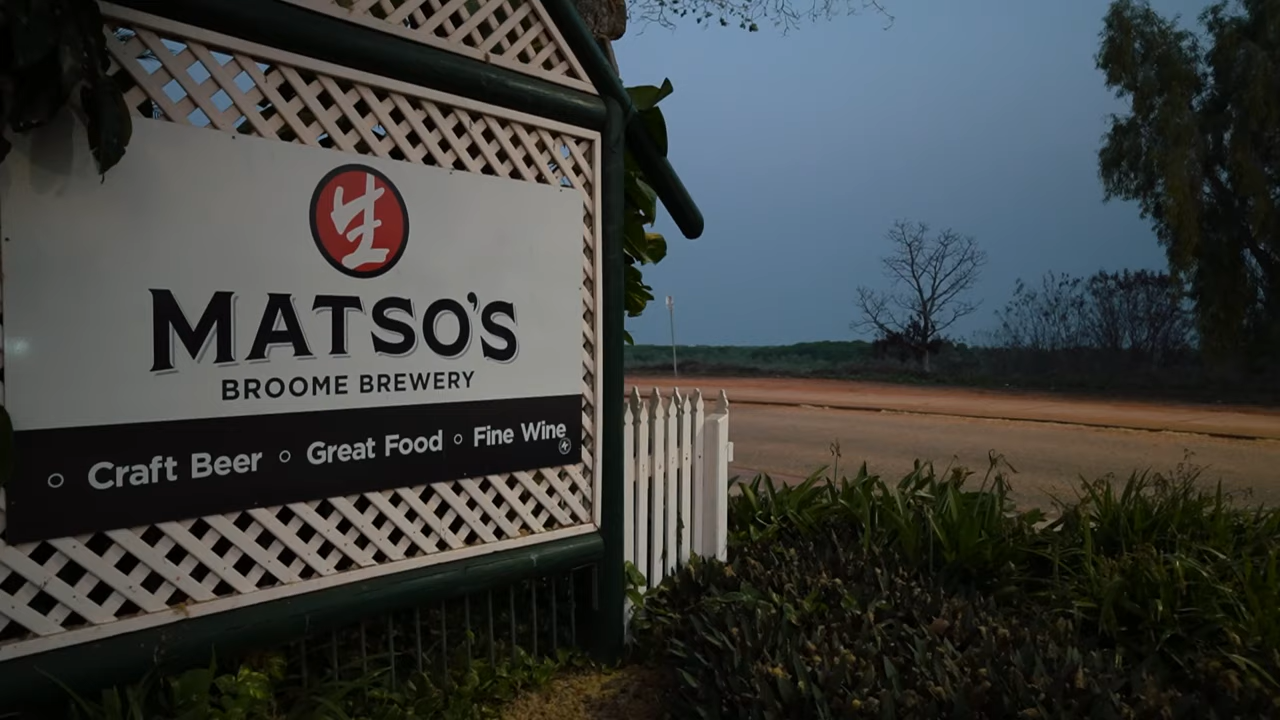 生
MATSO'S
BROOME BREWERY
○ Craft Beer ○ Great Food ○ Fine Wine